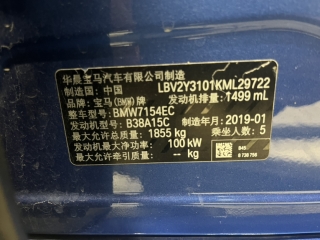 华晨宝马汽车有限公司制造
制造国: 中国 LBV2Y3101KML29722
品牌: 宝马(BMW)牌 发动机排量: 1499 mL
整车型号: BMW7154EC
发动机型号: B38A15C 制造年月: 2019-01
最大允许总质量: 1855 kg 乘坐人数: 5
发动机最大净功率: 100 kW
最大允许牵引质量: -- kg